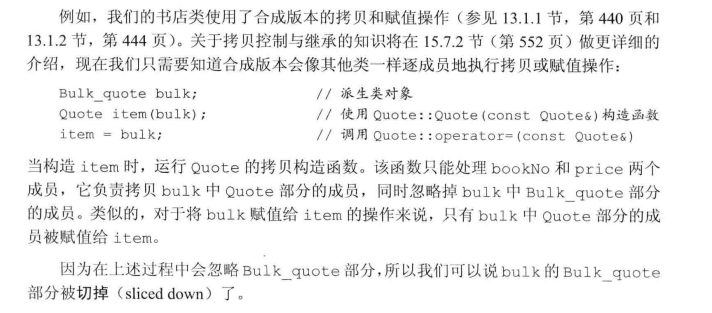 例如，我们的书店类使用了合成版本的拷贝和赋值操作（参见 13.1.1 节，第 440 页和
13.1.2 节，第 444 页）。关于拷贝控制与继承的知识将在 15.7.2 节（第 552 页）做更详细的
介绍，现在我们只需要知道合成版本会像其他类一样逐成员地执行拷贝或赋值操作：
Bulk_quote bulk; // 派生类对象
Quote item(bulk); // 使用 Quote::Quote(const Quote&)构造函数
item = bulk; // 调用 Quote::operator=(const Quote&)
当构造 item 时，运行 Quote 的拷贝构造函数。该函数只能处理 bookNo 和 price 两个
成员，它负责拷贝 bulk 中 Quote 部分的成员，同时忽略掉 bulk 中 Bulk_quote 部分
的成员。类似的，对于将 bulk 赋值给 item 的操作来说，只有 bulk 中 Quote 部分的成
员被赋值给 item。
因为在上述过程中会忽略 Bulk_quote 部分，所以我们可以说 bulk 的 Bulk_quote
部分被切掉（sliced down）了。